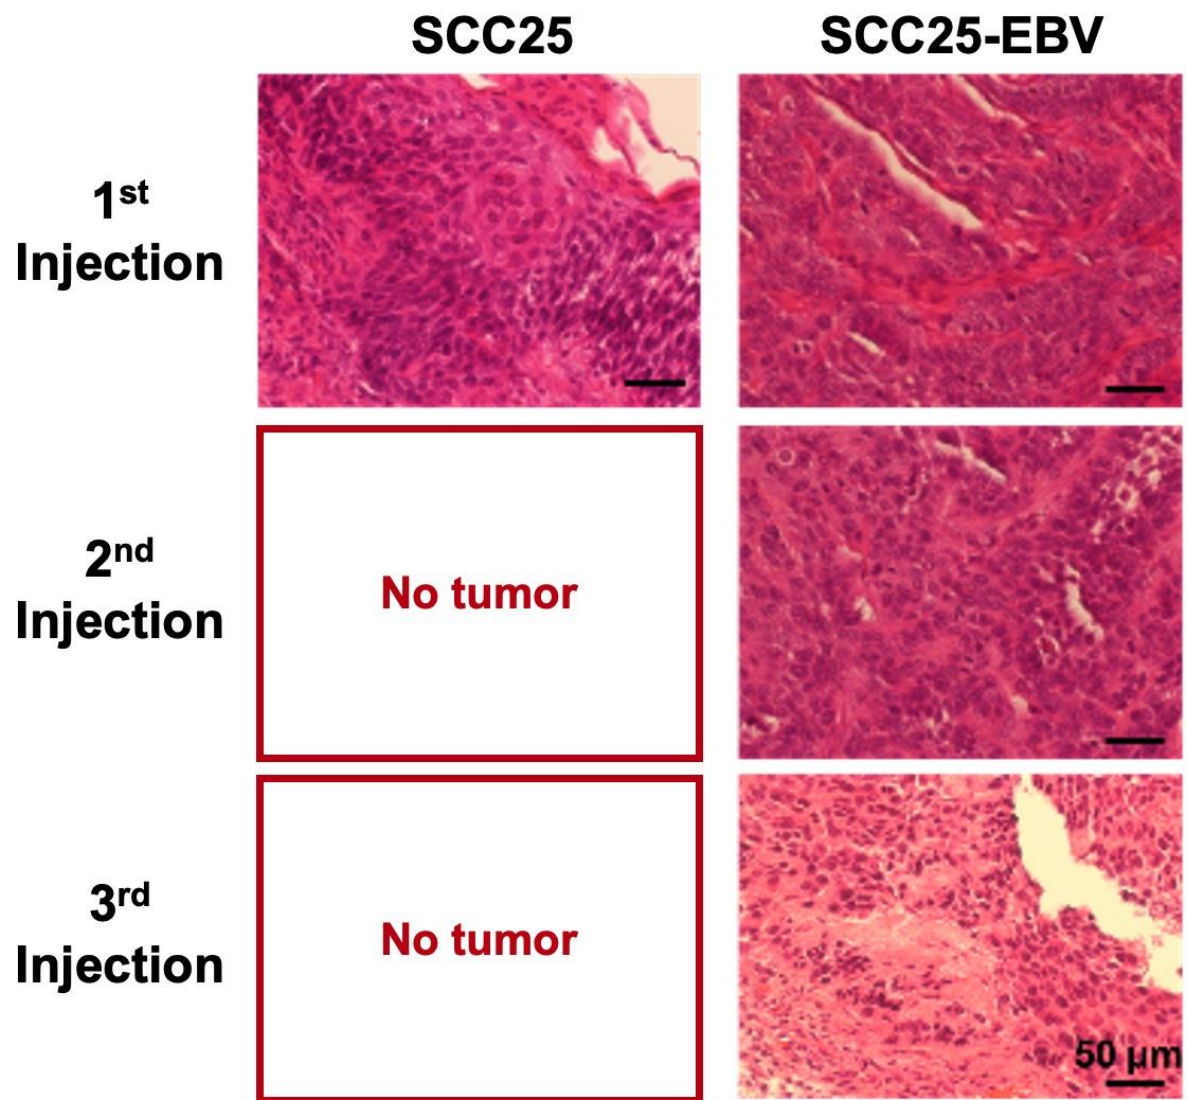 SCC25 SCC25-EBV
1st
Injection
2nd
Injection
No tumor
3rd
Injection
No tumor
50 µm